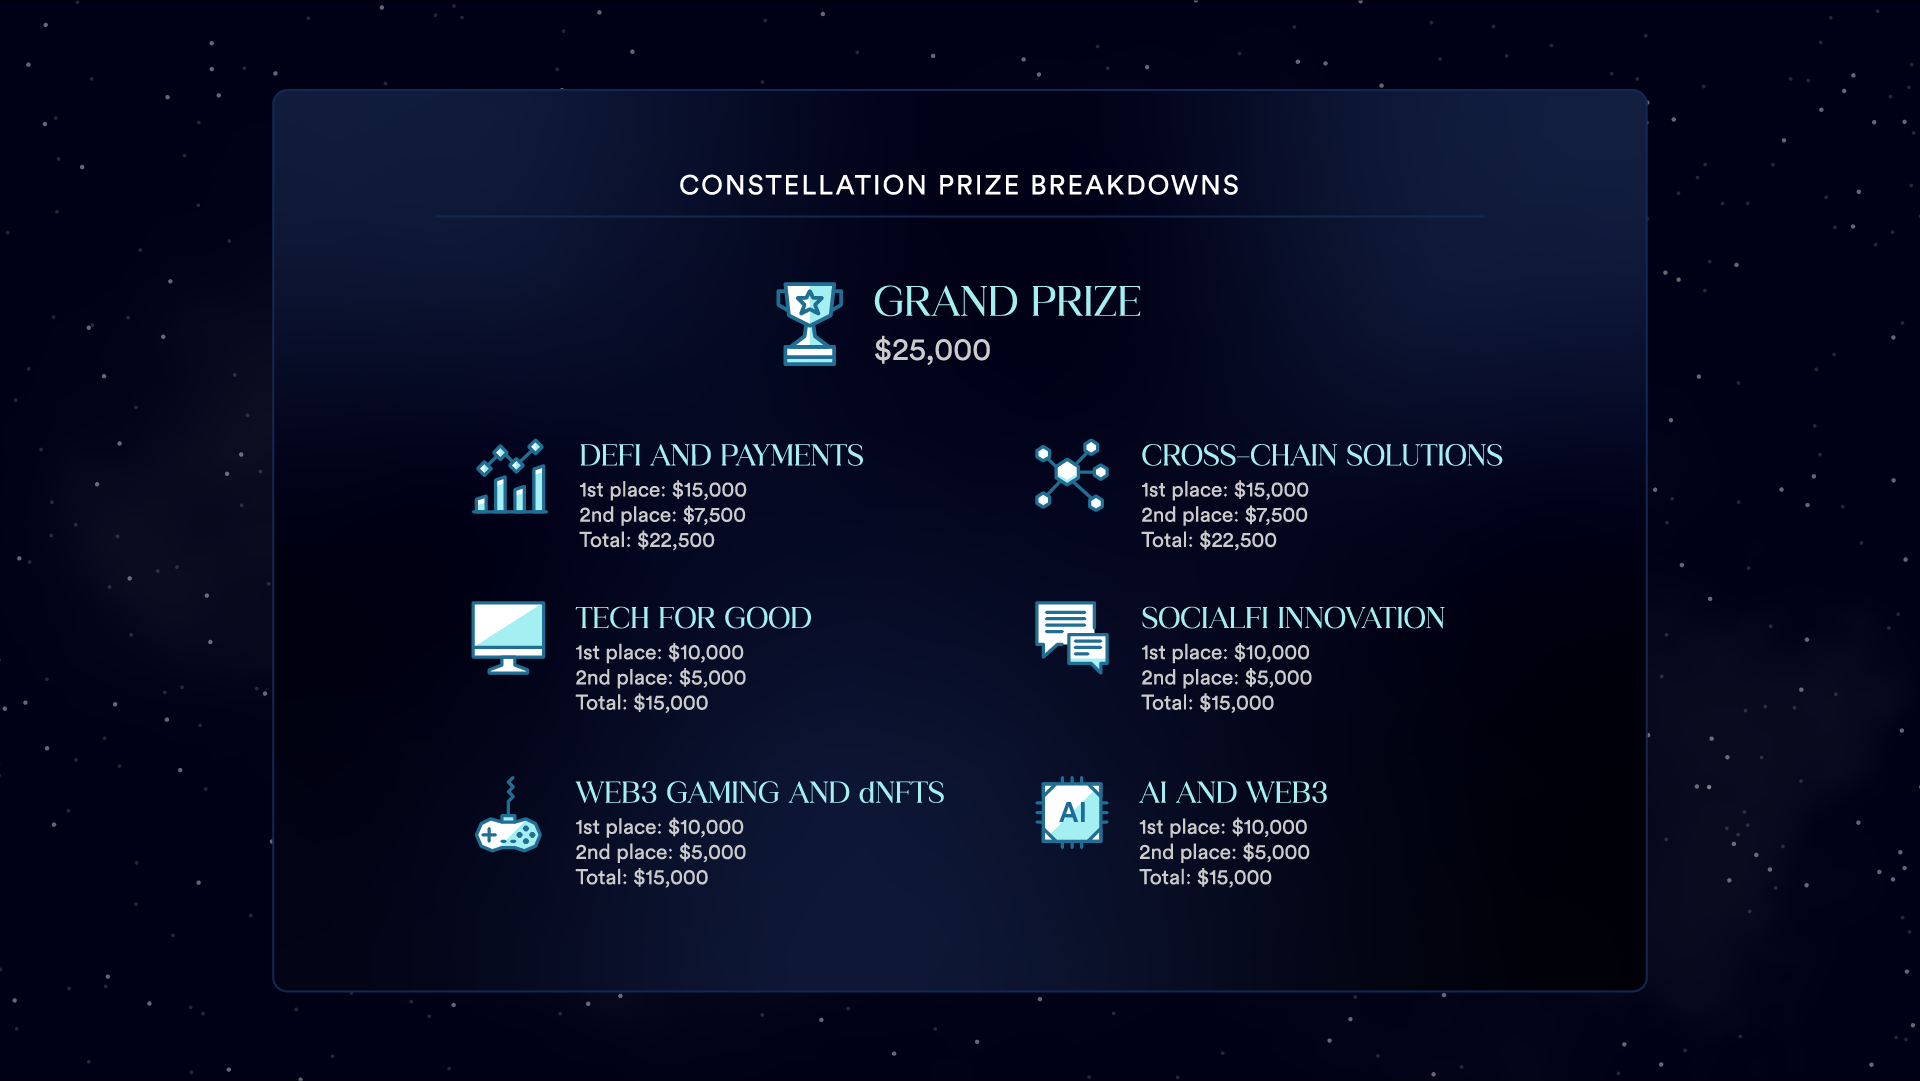 CONSTELLATION PRIZE BREAKDOWNS
GRAND PRIZE
$25,000
DEFI AND PAYMENTS
1st place: $15,000
2nd place: $7,500
Total: $22,500
CROSS-CHAIN SOLUTIONS
1st place: $15,000
2nd place: $7,500
Total: $22,500
TECH FOR GOOD
1st place: $10,000
2nd place: $5,000
Total: $15,000
SOCIALFI INNOVATION
1st place: $10,000
2nd place: $5,000
Total: $15,000
WEB3 GAMING AND dNFTS
1st place: $10,000
2nd place: $5,000
Total: $15,000
AI
AI AND WEB3
1st place: $10,000
2nd place: $5,000
Total: $15,000